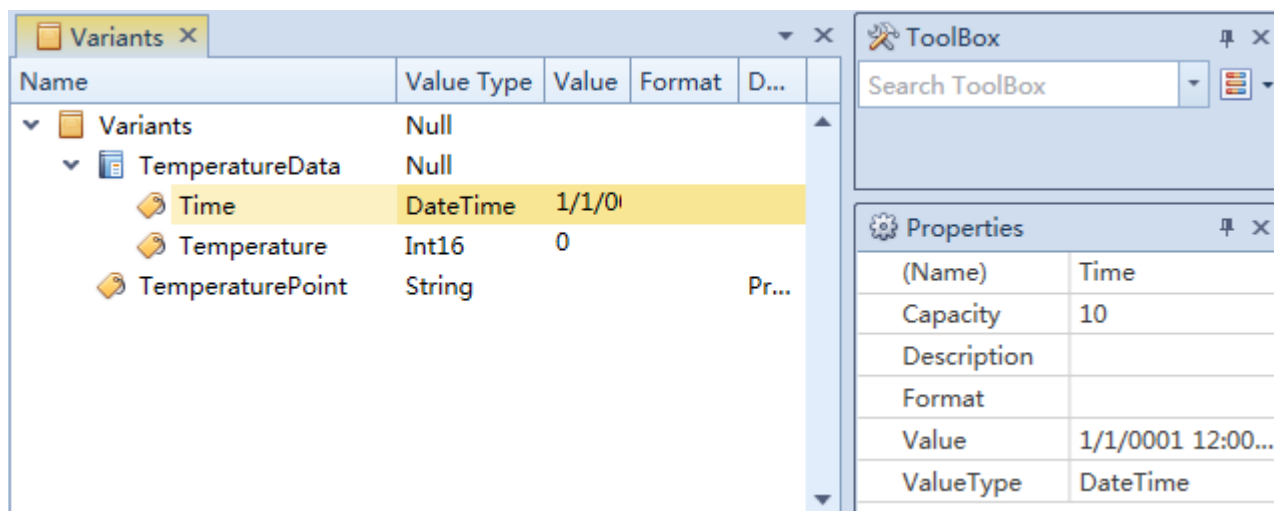 Variants
Name Value Type Value Format D...
Variants Null
TemperatureData Null
Time DateTime 1/1/0
Temperature Int16 0
TemperaturePoint String Pr...
ToolBox
Search ToolBox
Properties
(Name) Time
Capacity 10
Description
Format
Value 1/1/0001 12:00...
ValueType DateTime